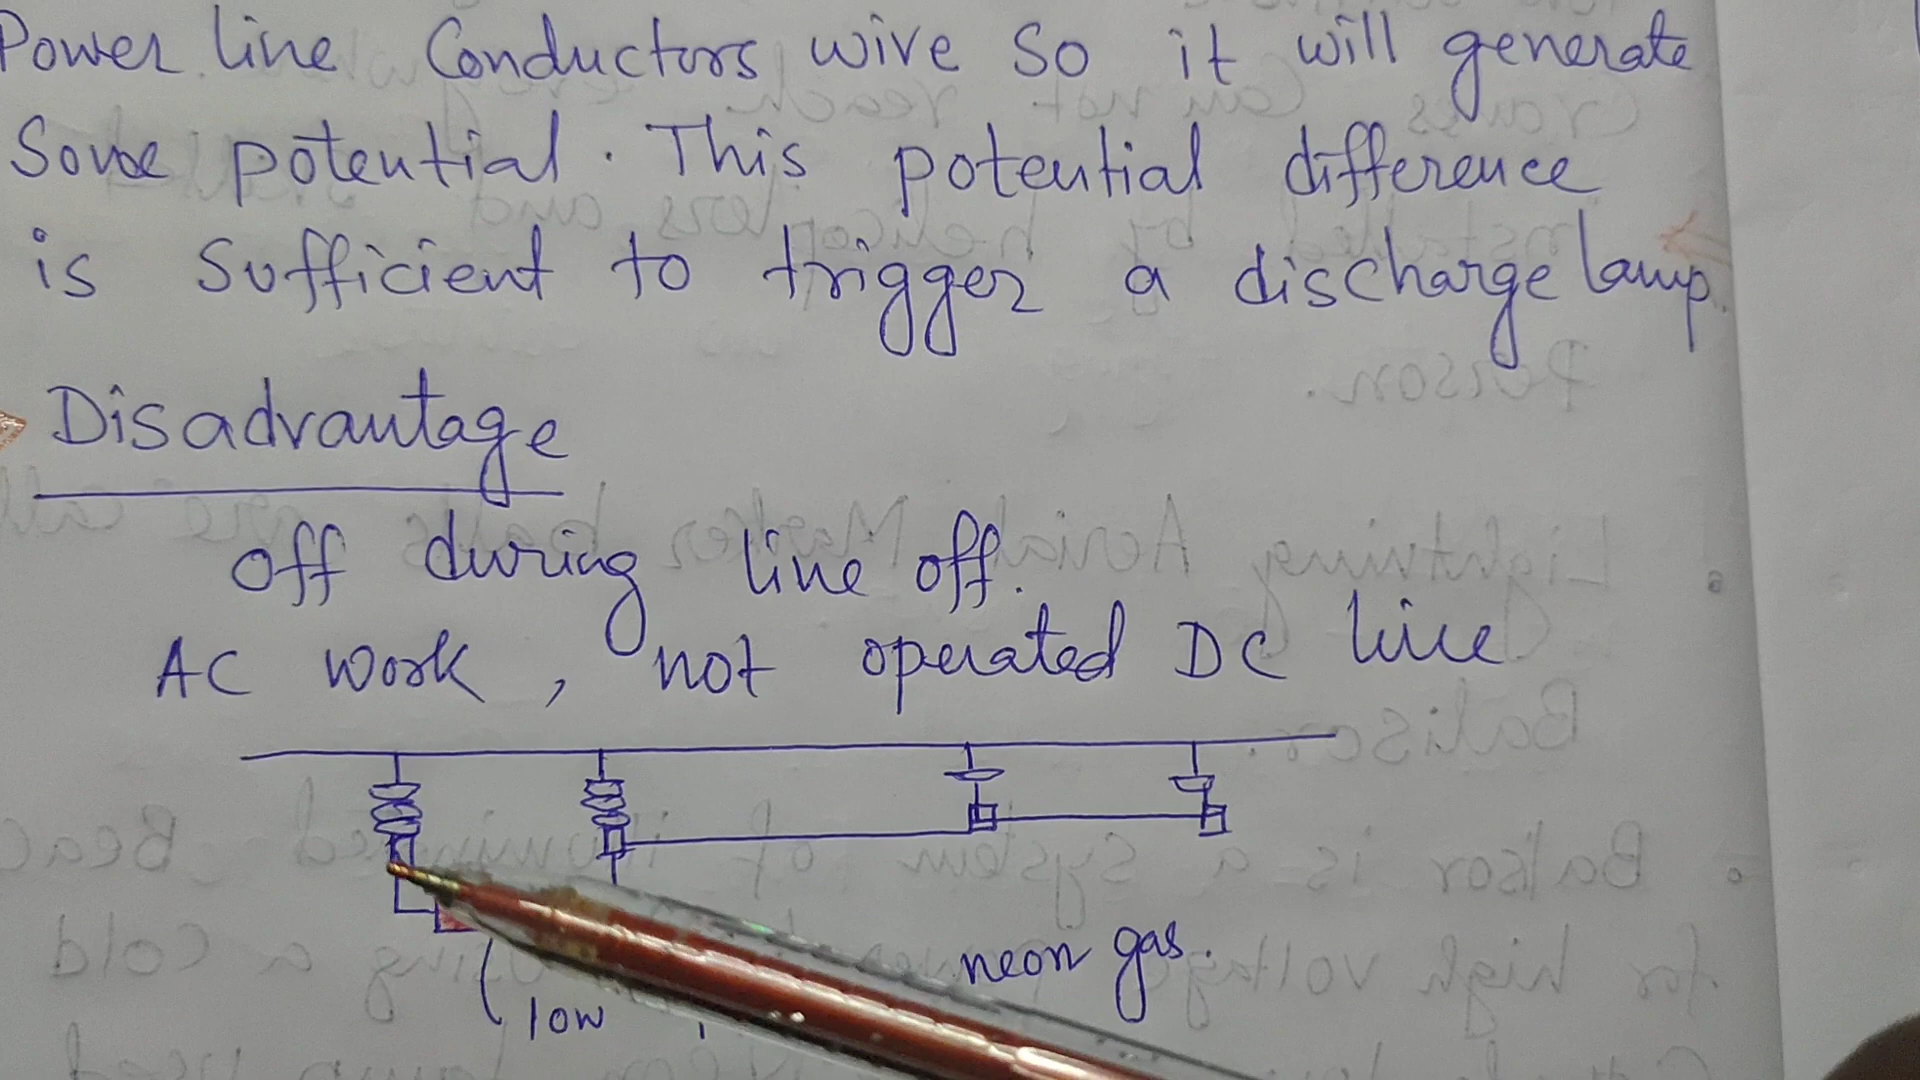 Power line Conductors wire So it will generate
Some potential. This potential difference
is sufficient to trigger a discharge lamp.
Disadvantage
off during line off.
AC work, not operated DC line
neon gas.
low